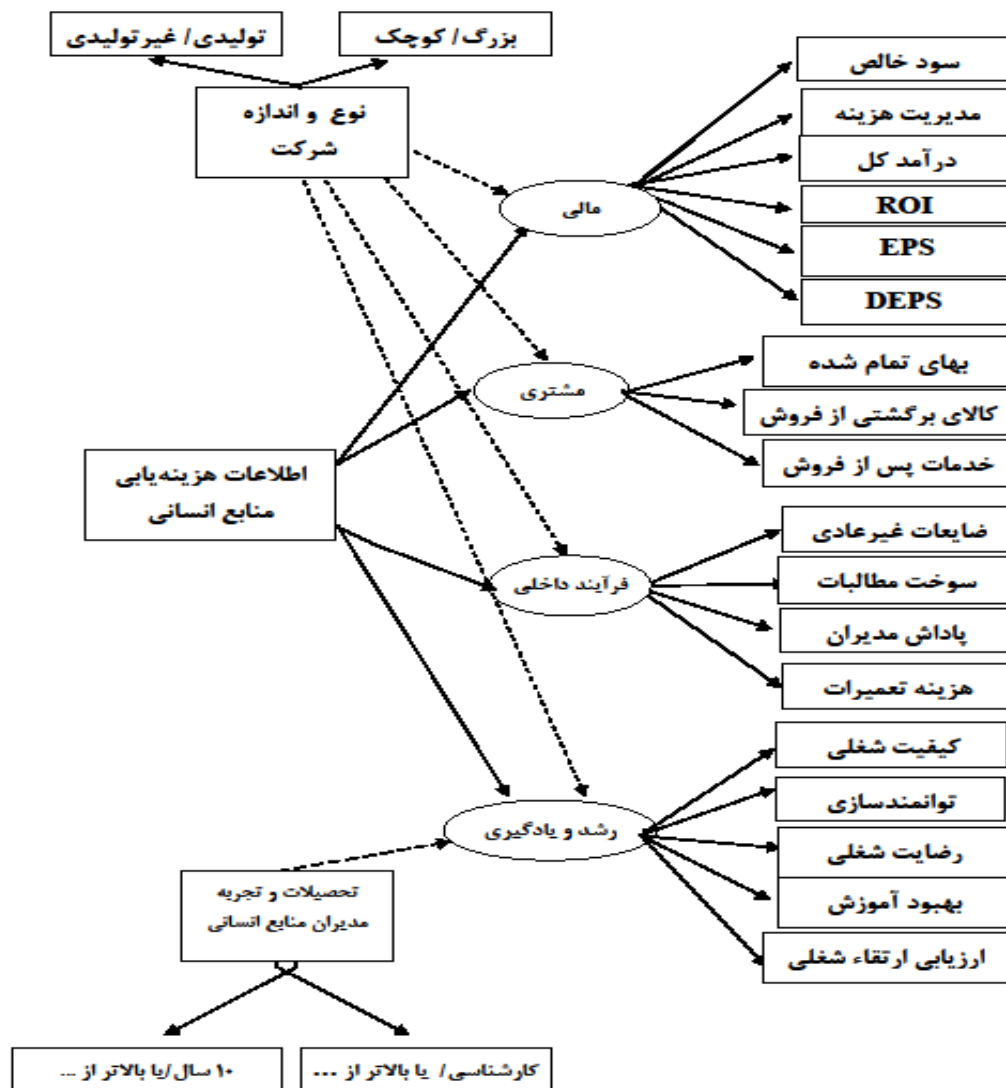 بزرگ/ کوچک
تولیدی/ غیرتولیدی
نوع و اندازه
شرکت
سود خالص
مدیریت هزینه
درآمد کل
ROI
EPS
DEPS
مالی
بهای تمام شده
کالای برگشتی از فروش
خدمات پس از فروش
مشتری
اطلاعات هزینه‌یابی
منابع انسانی
ضایعات غیرعادی
سوخت مطالبات
پاداش مدیران
هزینه تعمیرات
فرآیند داخلی
کیفیت شغلی
توانمندسازی
رضایت شغلی
بهبود آموزش
ارزیابی ارتقاء شغلی
رشد و یادگیری
تحصیلات و تجربه
مدیران منابع انسانی
کارشناسی/ یا بالاتر از ...
۱۰ سال/یا بالاتر از ...